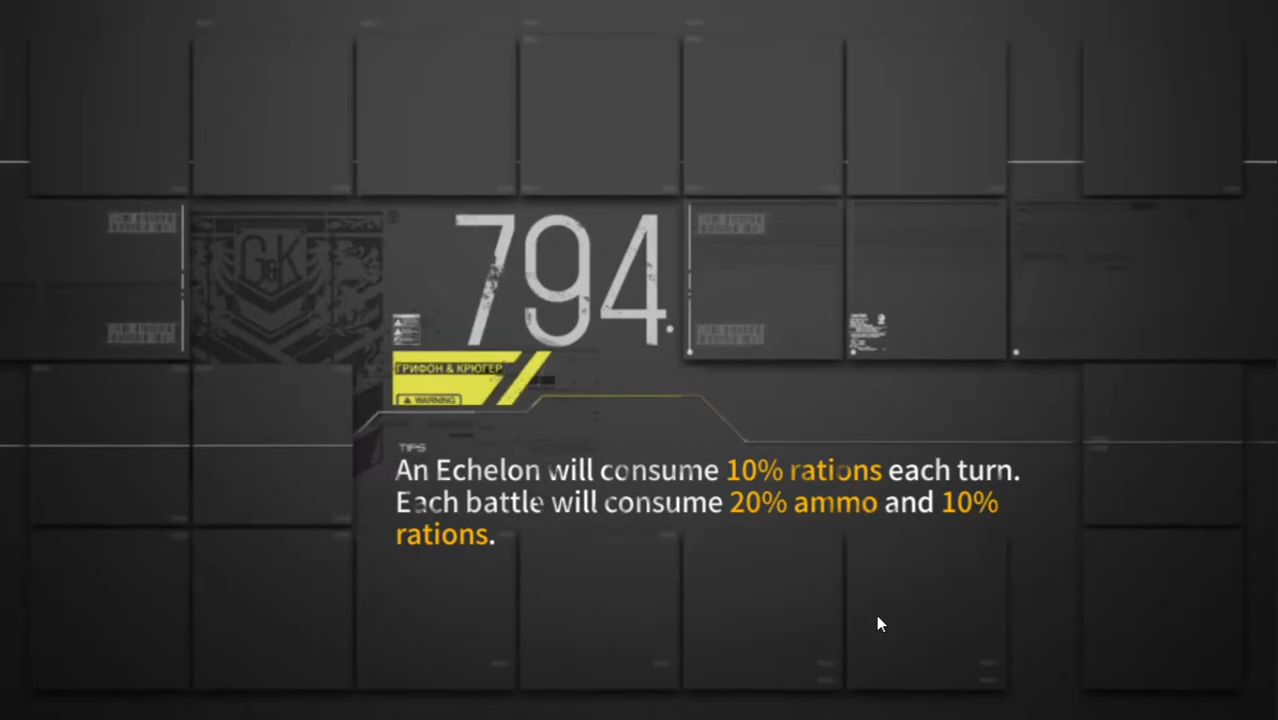 G&K
794.
ГРИФОН & КРЮГЕР
WARNING
TIPS
An Echelon will consume 10% rations each turn.
Each battle will consume 20% ammo and 10%
rations.